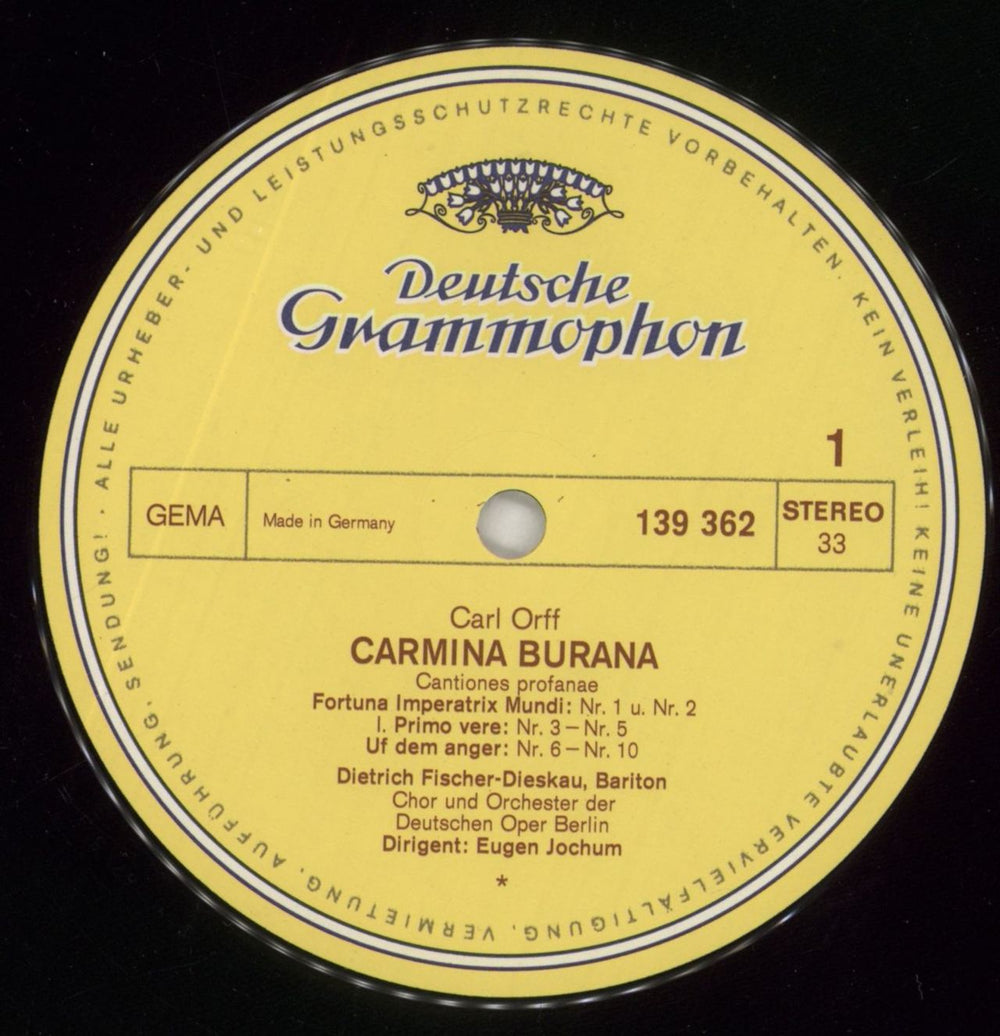 ALLE URHEBER- UND LEISTUNGSSCHUTZRECHTE VORBEHALTEN. KEIN VERLEIH! KEINE UNERLAUBTE VERVIELFÄLTIGUNG, VERMIETUNG, AUFFÜHRUNG, SENDUNG! ·
Deutsche
Grammophon
1
GEMA
Made in Germany
139 362
STEREO
33
Carl Orff
CARMINA BURANA
Cantiones profanae
Fortuna Imperatrix Mundi: Nr. 1 u. Nr. 2
I. Primo vere: Nr. 3 – Nr. 5
Uf dem anger: Nr. 6 – Nr. 10
Dietrich Fischer-Dieskau, Bariton
Chor und Orchester der
Deutschen Oper Berlin
Dirigent: Eugen Jochum
*